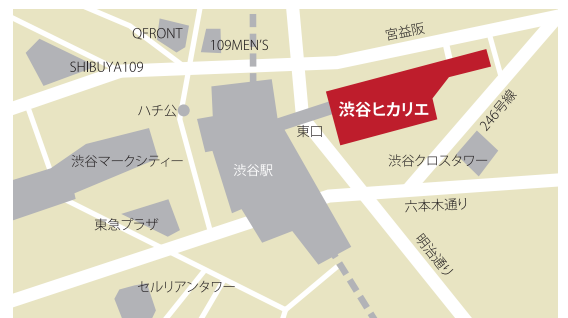 QFRONT
109MEN'S
宮益阪
SHIBUYA109
ハチ公
渋谷ヒカリエ
246号線
東口
渋谷マークシティー
渋谷駅
渋谷クロスタワー
六本木通り
東急プラザ
明治通り
セルリアンタワー